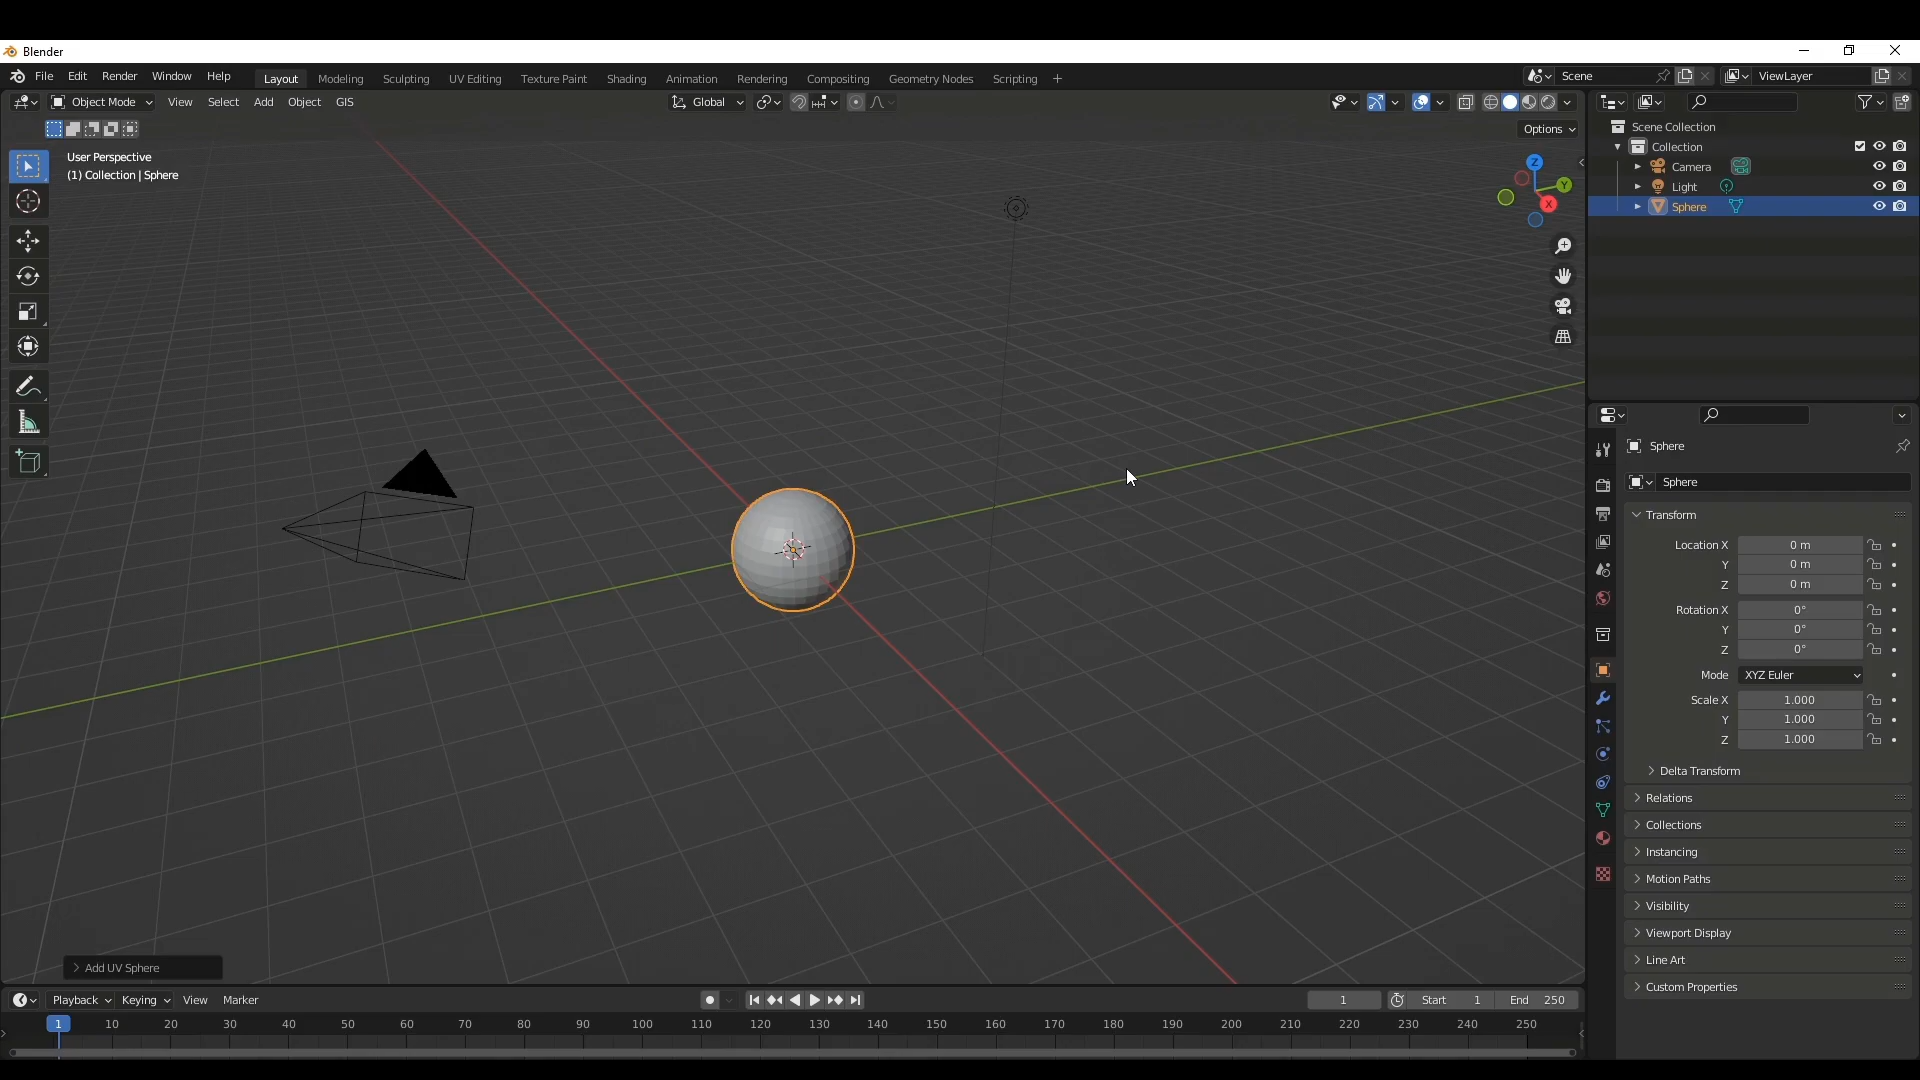 Blender
File Edit Render Window Help Layout Modeling Sculpting UV Editing Texture Paint Shading Animation Rendering Compositing Geometry Nodes Scripting + Scene ViewLayer
Object Mode View Select Add Object GIS Global
Options
User Perspective
(1) Collection | Sphere
Z
Y
X
Scene Collection
Collection
Camera
Light
Sphere
Sphere
Sphere
Transform
Location X 0 m
Y 0 m
Z 0 m
Rotation X 0°
Y 0°
Z 0°
Mode XYZ Euler
Scale X 1.000
Y 1.000
Z 1.000
Delta Transform
Relations
Collections
Instancing
Motion Paths
Visibility
Viewport Display
Line Art
Custom Properties
Add UV Sphere
Playback Keying View Marker 1 Start 1 End 250
1 10 20 30 40 50 60 70 80 90 100 110 120 130 140 150 160 170 180 190 200 210 220 230 240 250